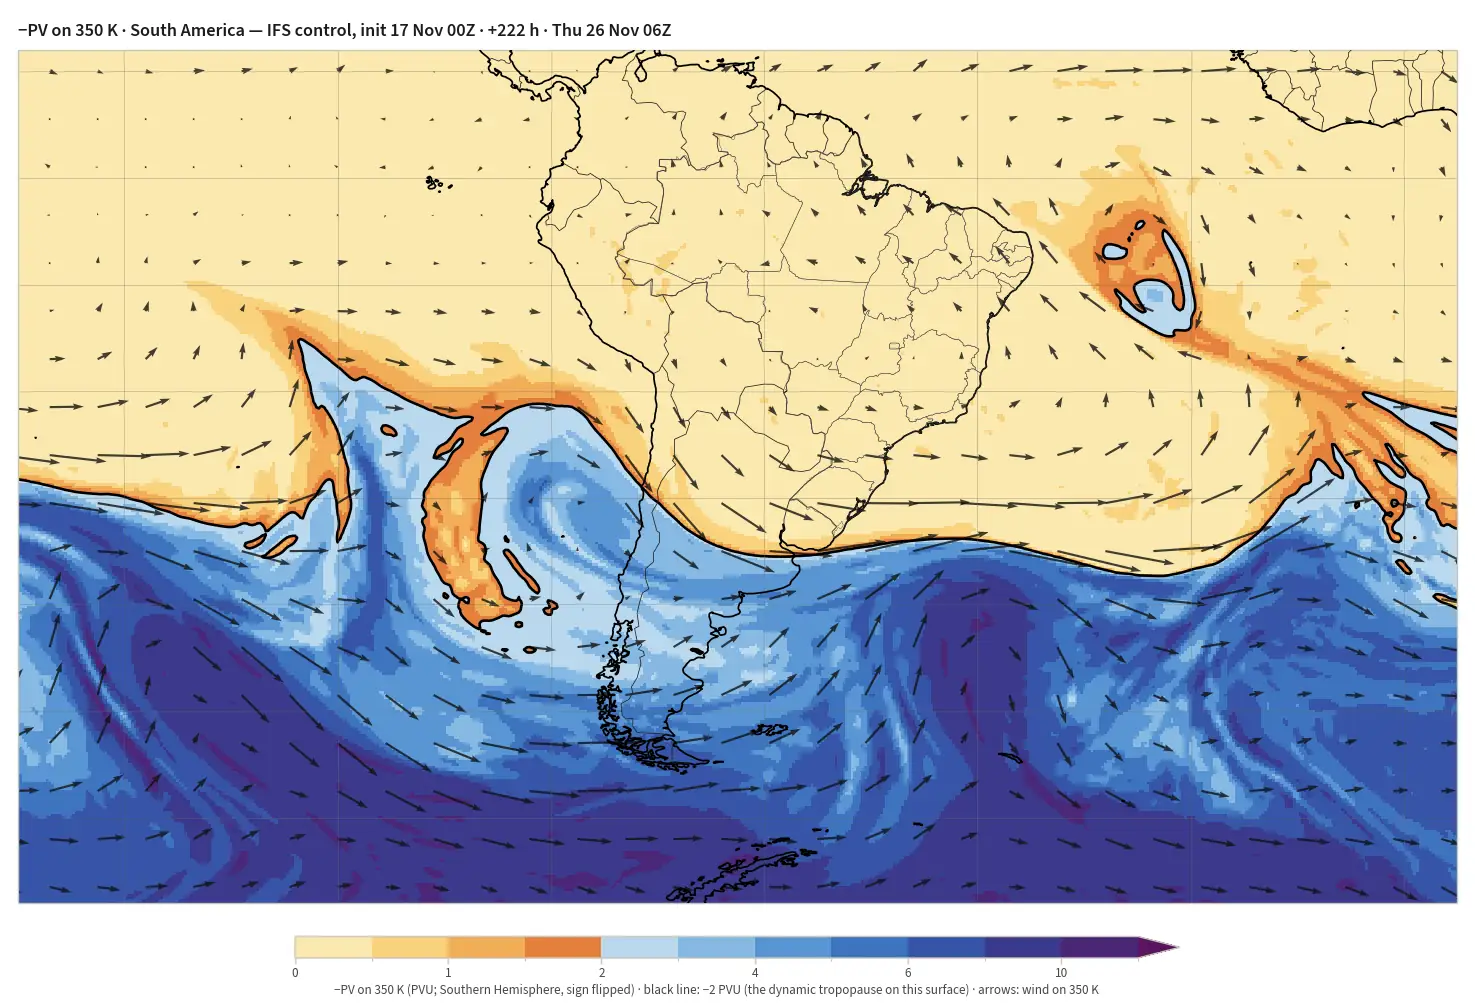 −PV on 350 K · South America — IFS control, init 17 Nov 00Z · +222 h · Thu 26 Nov 06Z
0 1 2 4 6 10
−PV on 350 K (PVU; Southern Hemisphere, sign flipped) · black line: −2 PVU (the dynamic tropopause on this surface) · arrows: wind on 350 K